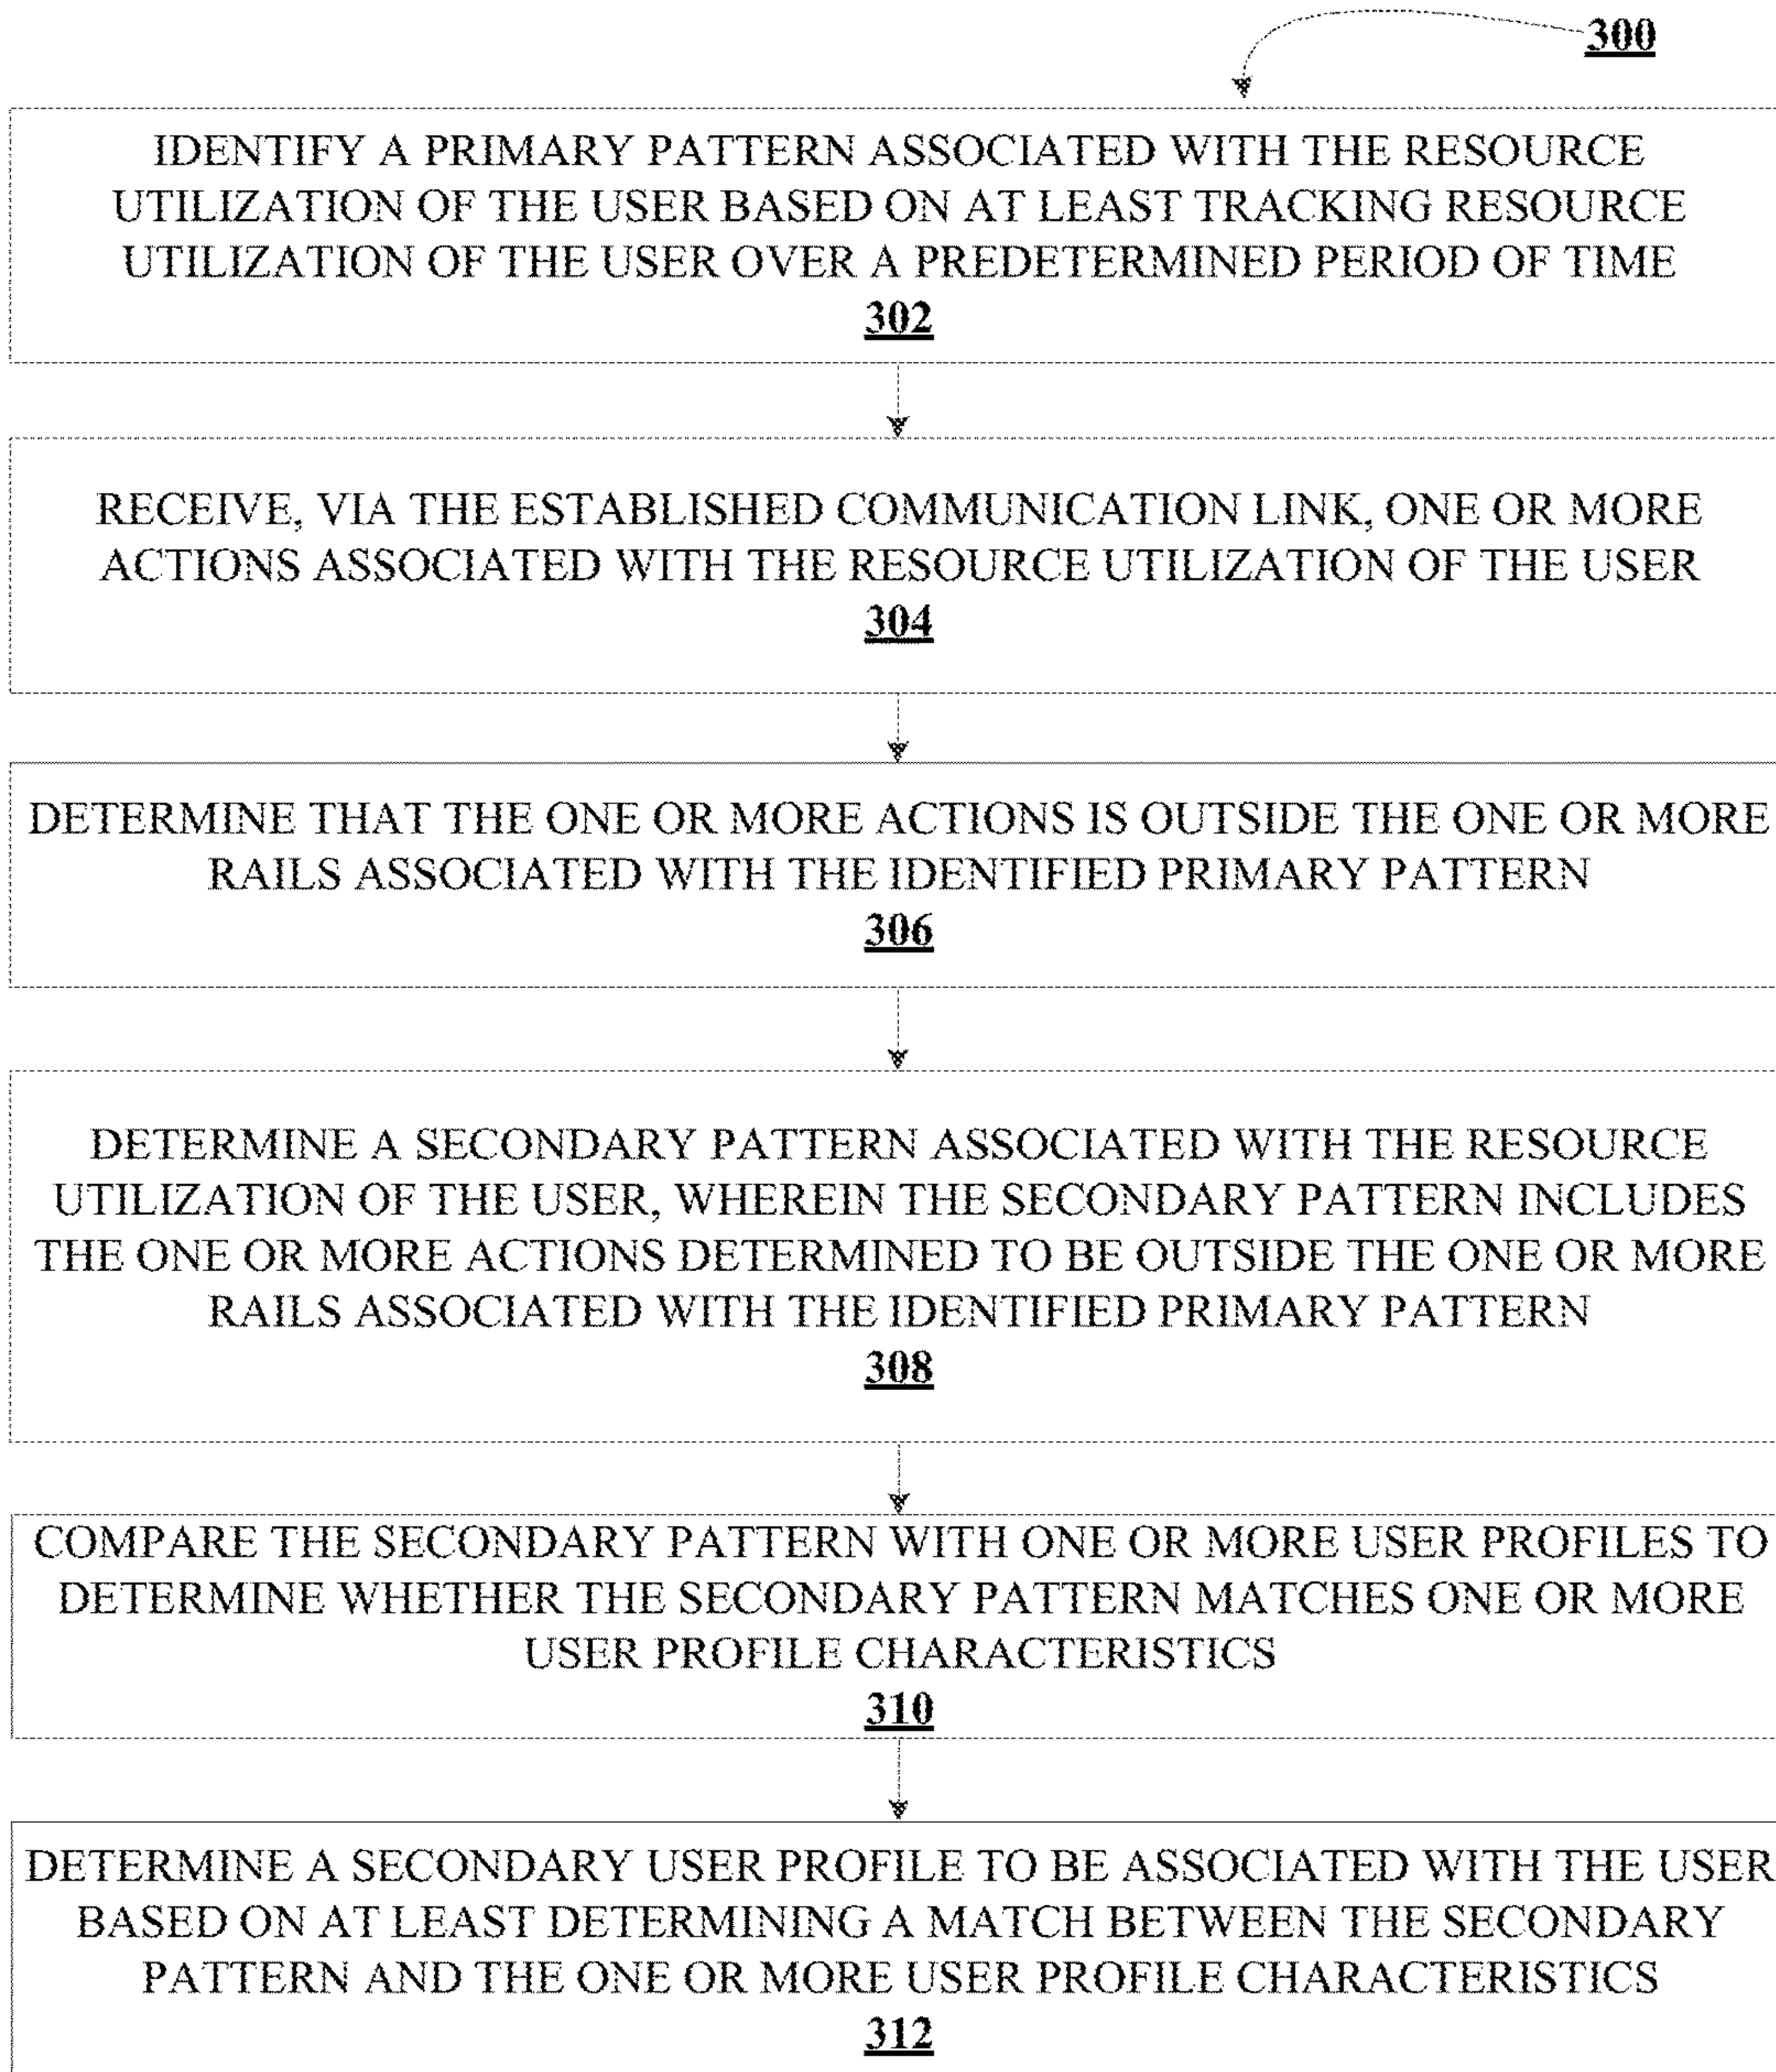 300
IDENTIFY A PRIMARY PATTERN ASSOCIATED WITH THE RESOURCE
UTILIZATION OF THE USER BASED ON AT LEAST TRACKING RESOURCE
UTILIZATION OF THE USER OVER A PREDETERMINED PERIOD OF TIME
302
RECEIVE, VIA THE ESTABLISHED COMMUNICATION LINK, ONE OR MORE
ACTIONS ASSOCIATED WITH THE RESOURCE UTILIZATION OF THE USER
304
DETERMINE THAT THE ONE OR MORE ACTIONS IS OUTSIDE THE ONE OR MORE
RAILS ASSOCIATED WITH THE IDENTIFIED PRIMARY PATTERN
306
DETERMINE A SECONDARY PATTERN ASSOCIATED WITH THE RESOURCE
UTILIZATION OF THE USER, WHEREIN THE SECONDARY PATTERN INCLUDES
THE ONE OR MORE ACTIONS DETERMINED TO BE OUTSIDE THE ONE OR MORE
RAILS ASSOCIATED WITH THE IDENTIFIED PRIMARY PATTERN
308
COMPARE THE SECONDARY PATTERN WITH ONE OR MORE USER PROFILES TO
DETERMINE WHETHER THE SECONDARY PATTERN MATCHES ONE OR MORE
USER PROFILE CHARACTERISTICS
310
DETERMINE A SECONDARY USER PROFILE TO BE ASSOCIATED WITH THE USER
BASED ON AT LEAST DETERMINING A MATCH BETWEEN THE SECONDARY
PATTERN AND THE ONE OR MORE USER PROFILE CHARACTERISTICS
312